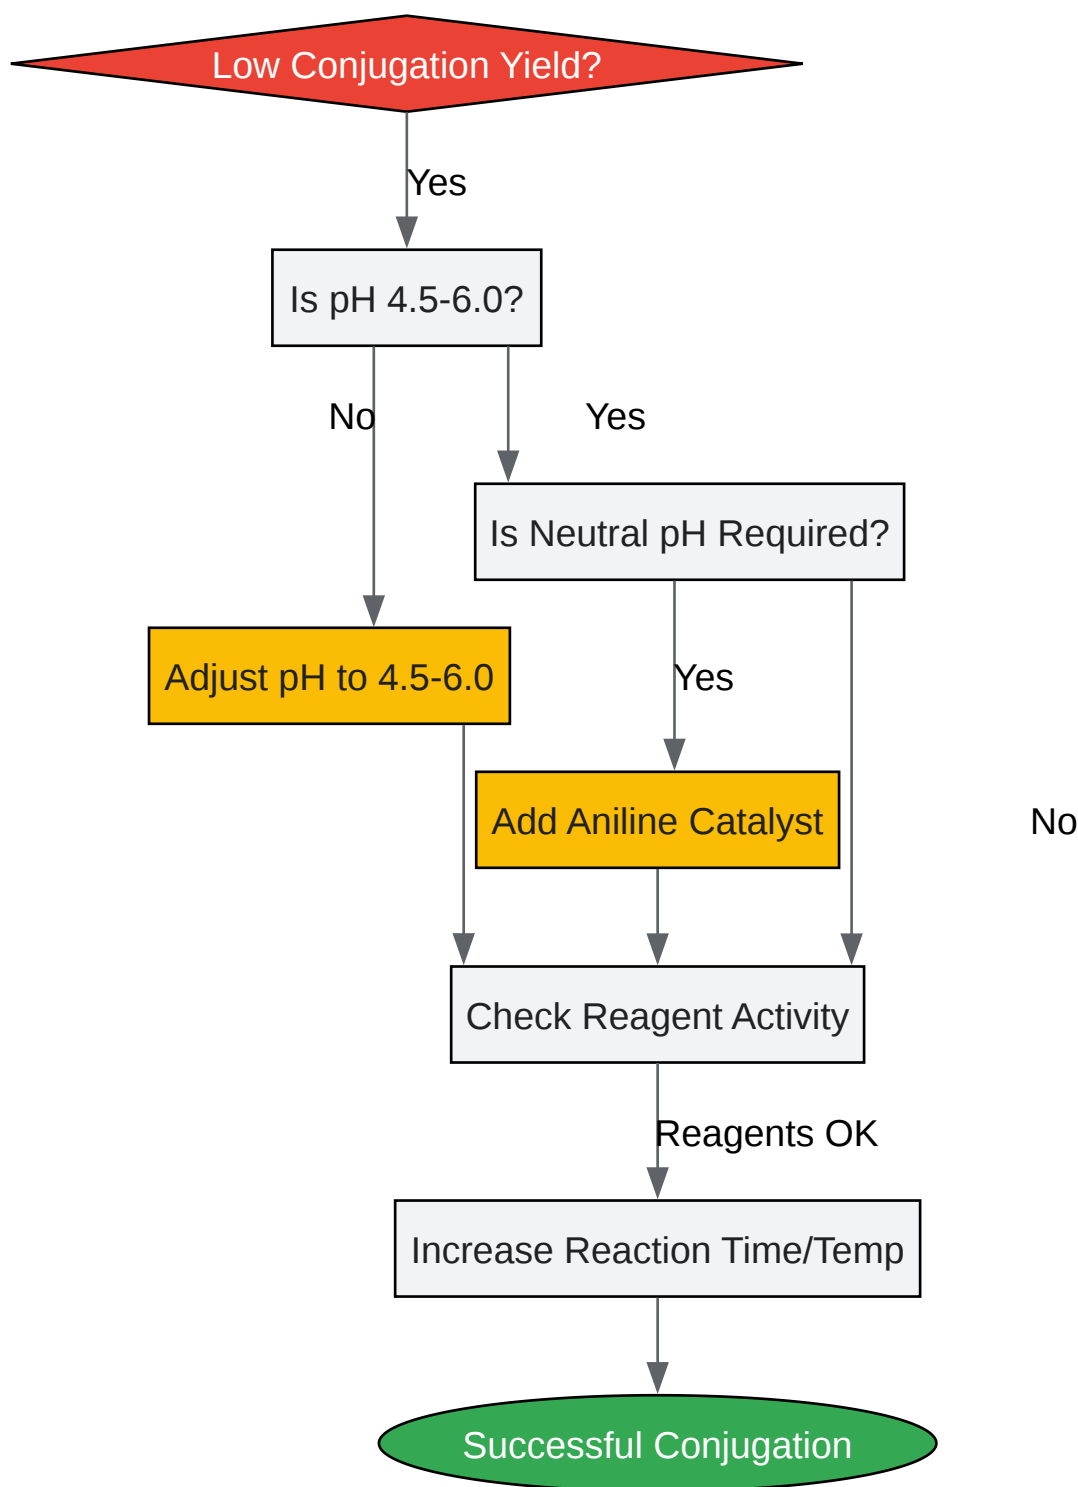 Low Conjugation Yield?
Yes
Is pH 4.5-6.0?
No
Yes
Is Neutral pH Required?
Adjust pH to 4.5-6.0
Yes
Add Aniline Catalyst
No
Check Reagent Activity
Reagents OK
Increase Reaction Time/Temp
Successful Conjugation